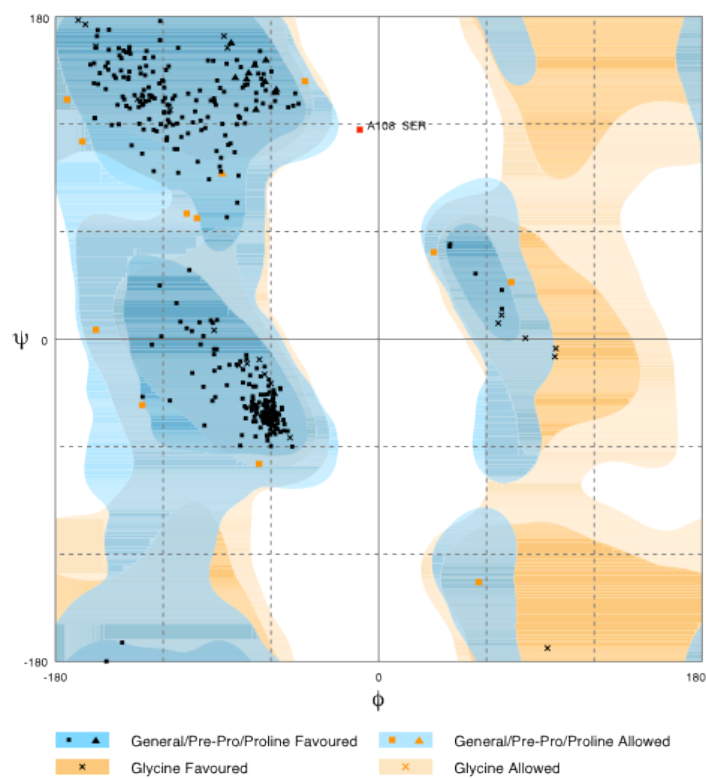 180
A108 SER
ψ
0
-180
-180
0
180
ϕ
General/Pre-Pro/Proline Favoured
General/Pre-Pro/Proline Allowed
Glycine Favoured
Glycine Allowed